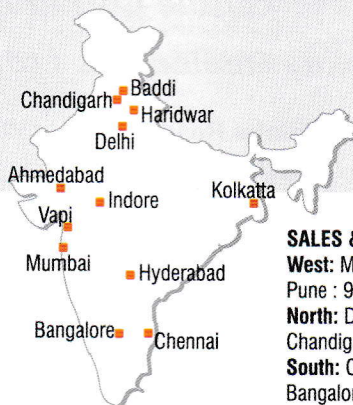 Baddi
Chandigarh
Haridwar
Delhi
Ahmedabad
Indore
Kolkatta
Vapi
Mumbai
Hyderabad
Bangalore
Chennai
SALES &
West: M
Pune : 9
North: D
Chandig
South: C
Bangalor